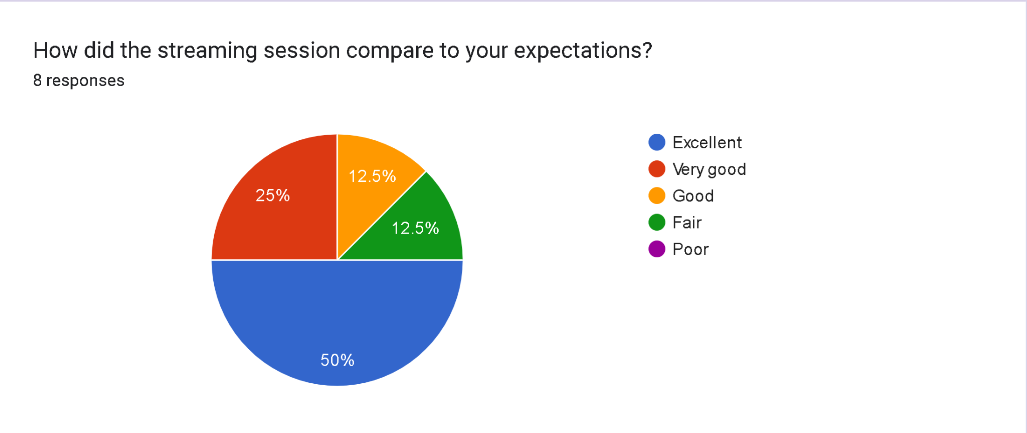 How did the streaming session compare to your expectations?
8 responses
Excellent
Very good
Good
Fair
Poor
12.5%
25%
12.5%
50%